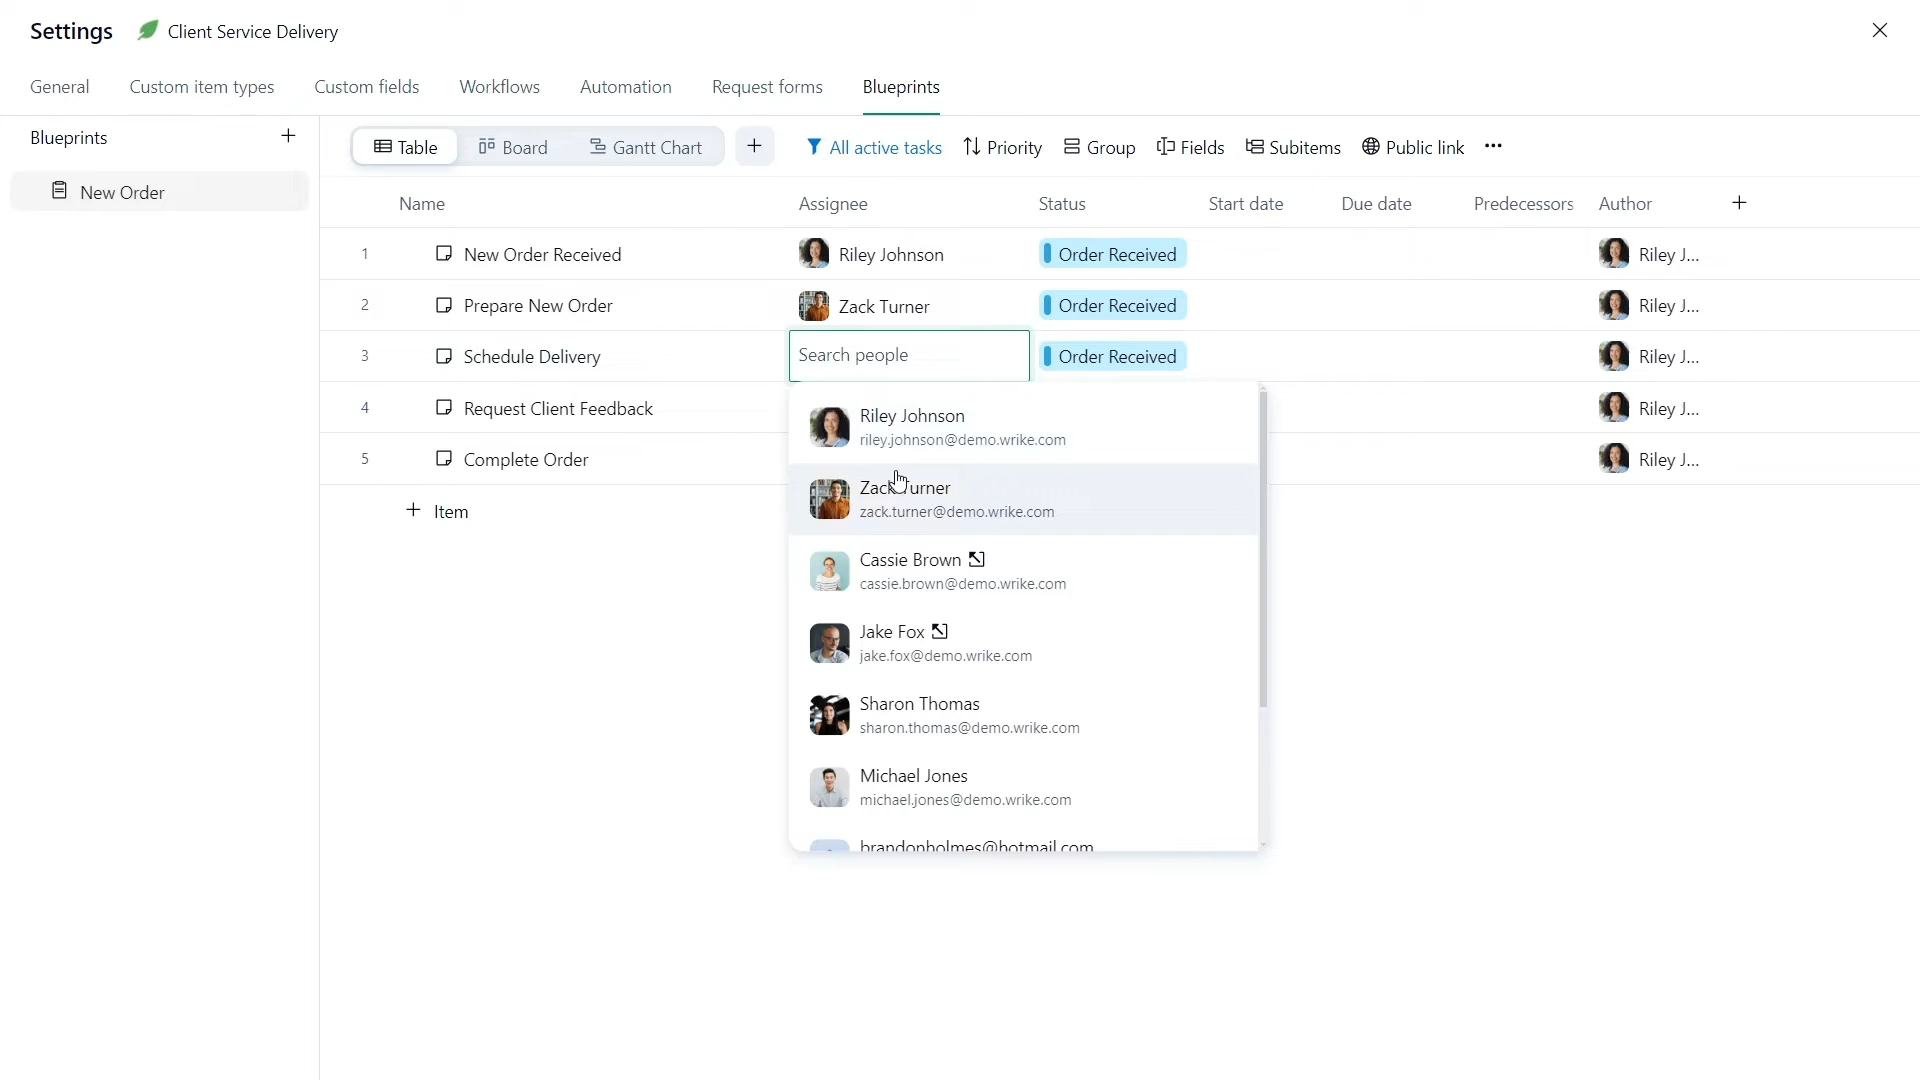 Settings Client Service Delivery
General Custom item types Custom fields Workflows Automation Request forms Blueprints
Blueprints
New Order
Table Board Gantt Chart All active tasks Priority Group Fields Subitems Public link
Name Assignee Status Start date Due date Predecessors Author
1 New Order Received Riley Johnson Order Received Riley J...
2 Prepare New Order Zack Turner Order Received Riley J...
3 Schedule Delivery Search people Order Received Riley J...
4 Request Client Feedback Riley J...
5 Complete Order Riley J...
Item
Riley Johnson
riley.johnson@demo.wrike.com
Zack Turner
zack.turner@demo.wrike.com
Cassie Brown
cassie.brown@demo.wrike.com
Jake Fox
jake.fox@demo.wrike.com
Sharon Thomas
sharon.thomas@demo.wrike.com
Michael Jones
michael.jones@demo.wrike.com
brandonholmes@hotmail.com